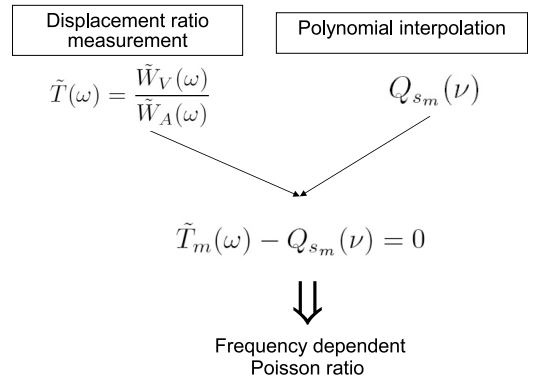 Displacement ratio
measurement
Polynomial interpolation
T̃(ω) = W̃_V(ω) / W̃_A(ω)
Q_{s_m}(ν)
T̃_m(ω) − Q_{s_m}(ν) = 0
⇓
Frequency dependent
Poisson ratio